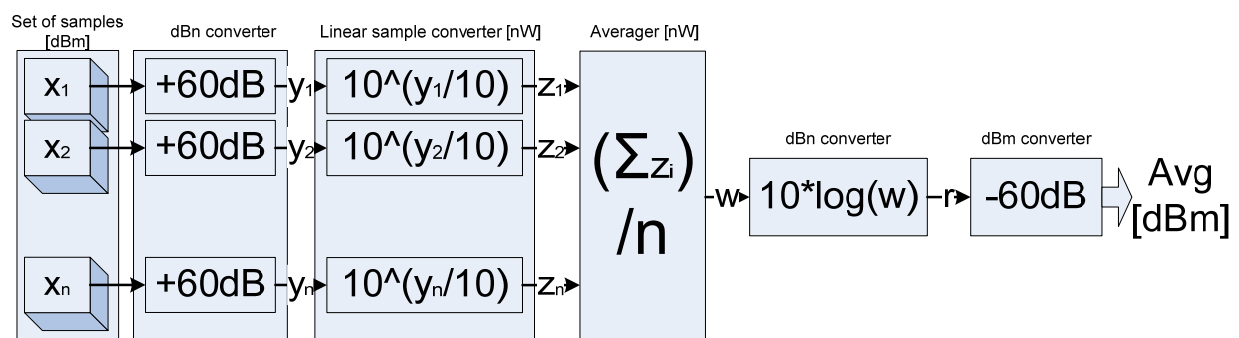 Set of samples
[dBm]
dBn converter
Linear sample converter [nW]
Averager [nW]
x₁
+60dB
y₁
10^(y₁/10)
z₁
x₂
+60dB
y₂
10^(y₂/10)
z₂
xₙ
+60dB
yₙ
10^(yₙ/10)
zₙ
(Σzᵢ)
/n
w
dBn converter
10*log(w)
r
dBm converter
-60dB
Avg
[dBm]